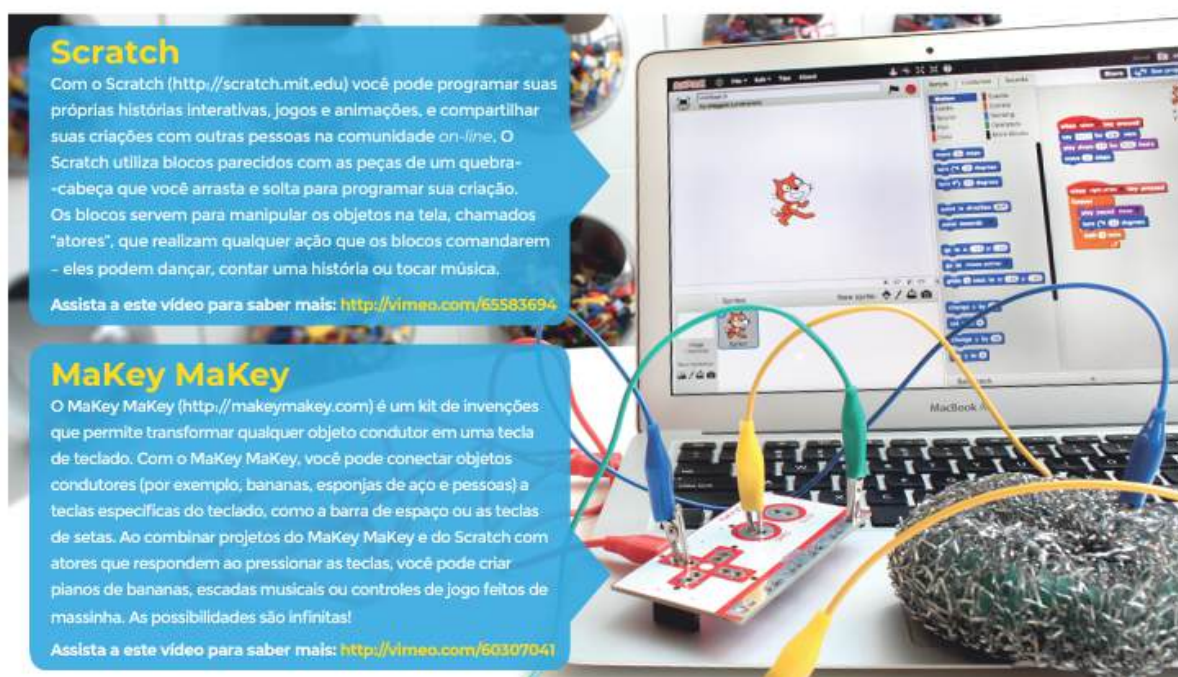 Scratch
Com o Scratch (http://scratch.mit.edu) você pode programar suas
próprias histórias interativas, jogos e animações, e compartilhar
suas criações com outras pessoas na comunidade on-line. O
Scratch utiliza blocos parecidos com as peças de um quebra-
-cabeça que você arrasta e solta para programar sua criação.
Os blocos servem para manipular os objetos na tela, chamados
"atores", que realizam qualquer ação que os blocos comandarem
– eles podem dançar, contar uma história ou tocar música.
Assista a este vídeo para saber mais: http://vimeo.com/65583694
MaKey MaKey
O MaKey MaKey (http://makeymakey.com) é um kit de invenções
que permite transformar qualquer objeto condutor em uma tecla
de teclado. Com o MaKey MaKey, você pode conectar objetos
condutores (por exemplo, bananas, esponjas de aço e pessoas) a
teclas específicas do teclado, como a barra de espaço ou as teclas
de setas. Ao combinar projetos do MaKey MaKey e do Scratch com
atores que respondem ao pressionar as teclas, você pode criar
pianos de bananas, escadas musicais ou controles de jogo feitos de
massinha. As possibilidades são infinitas!
Assista a este vídeo para saber mais: http://vimeo.com/60307041
Sprites
New sprite:
MacBook